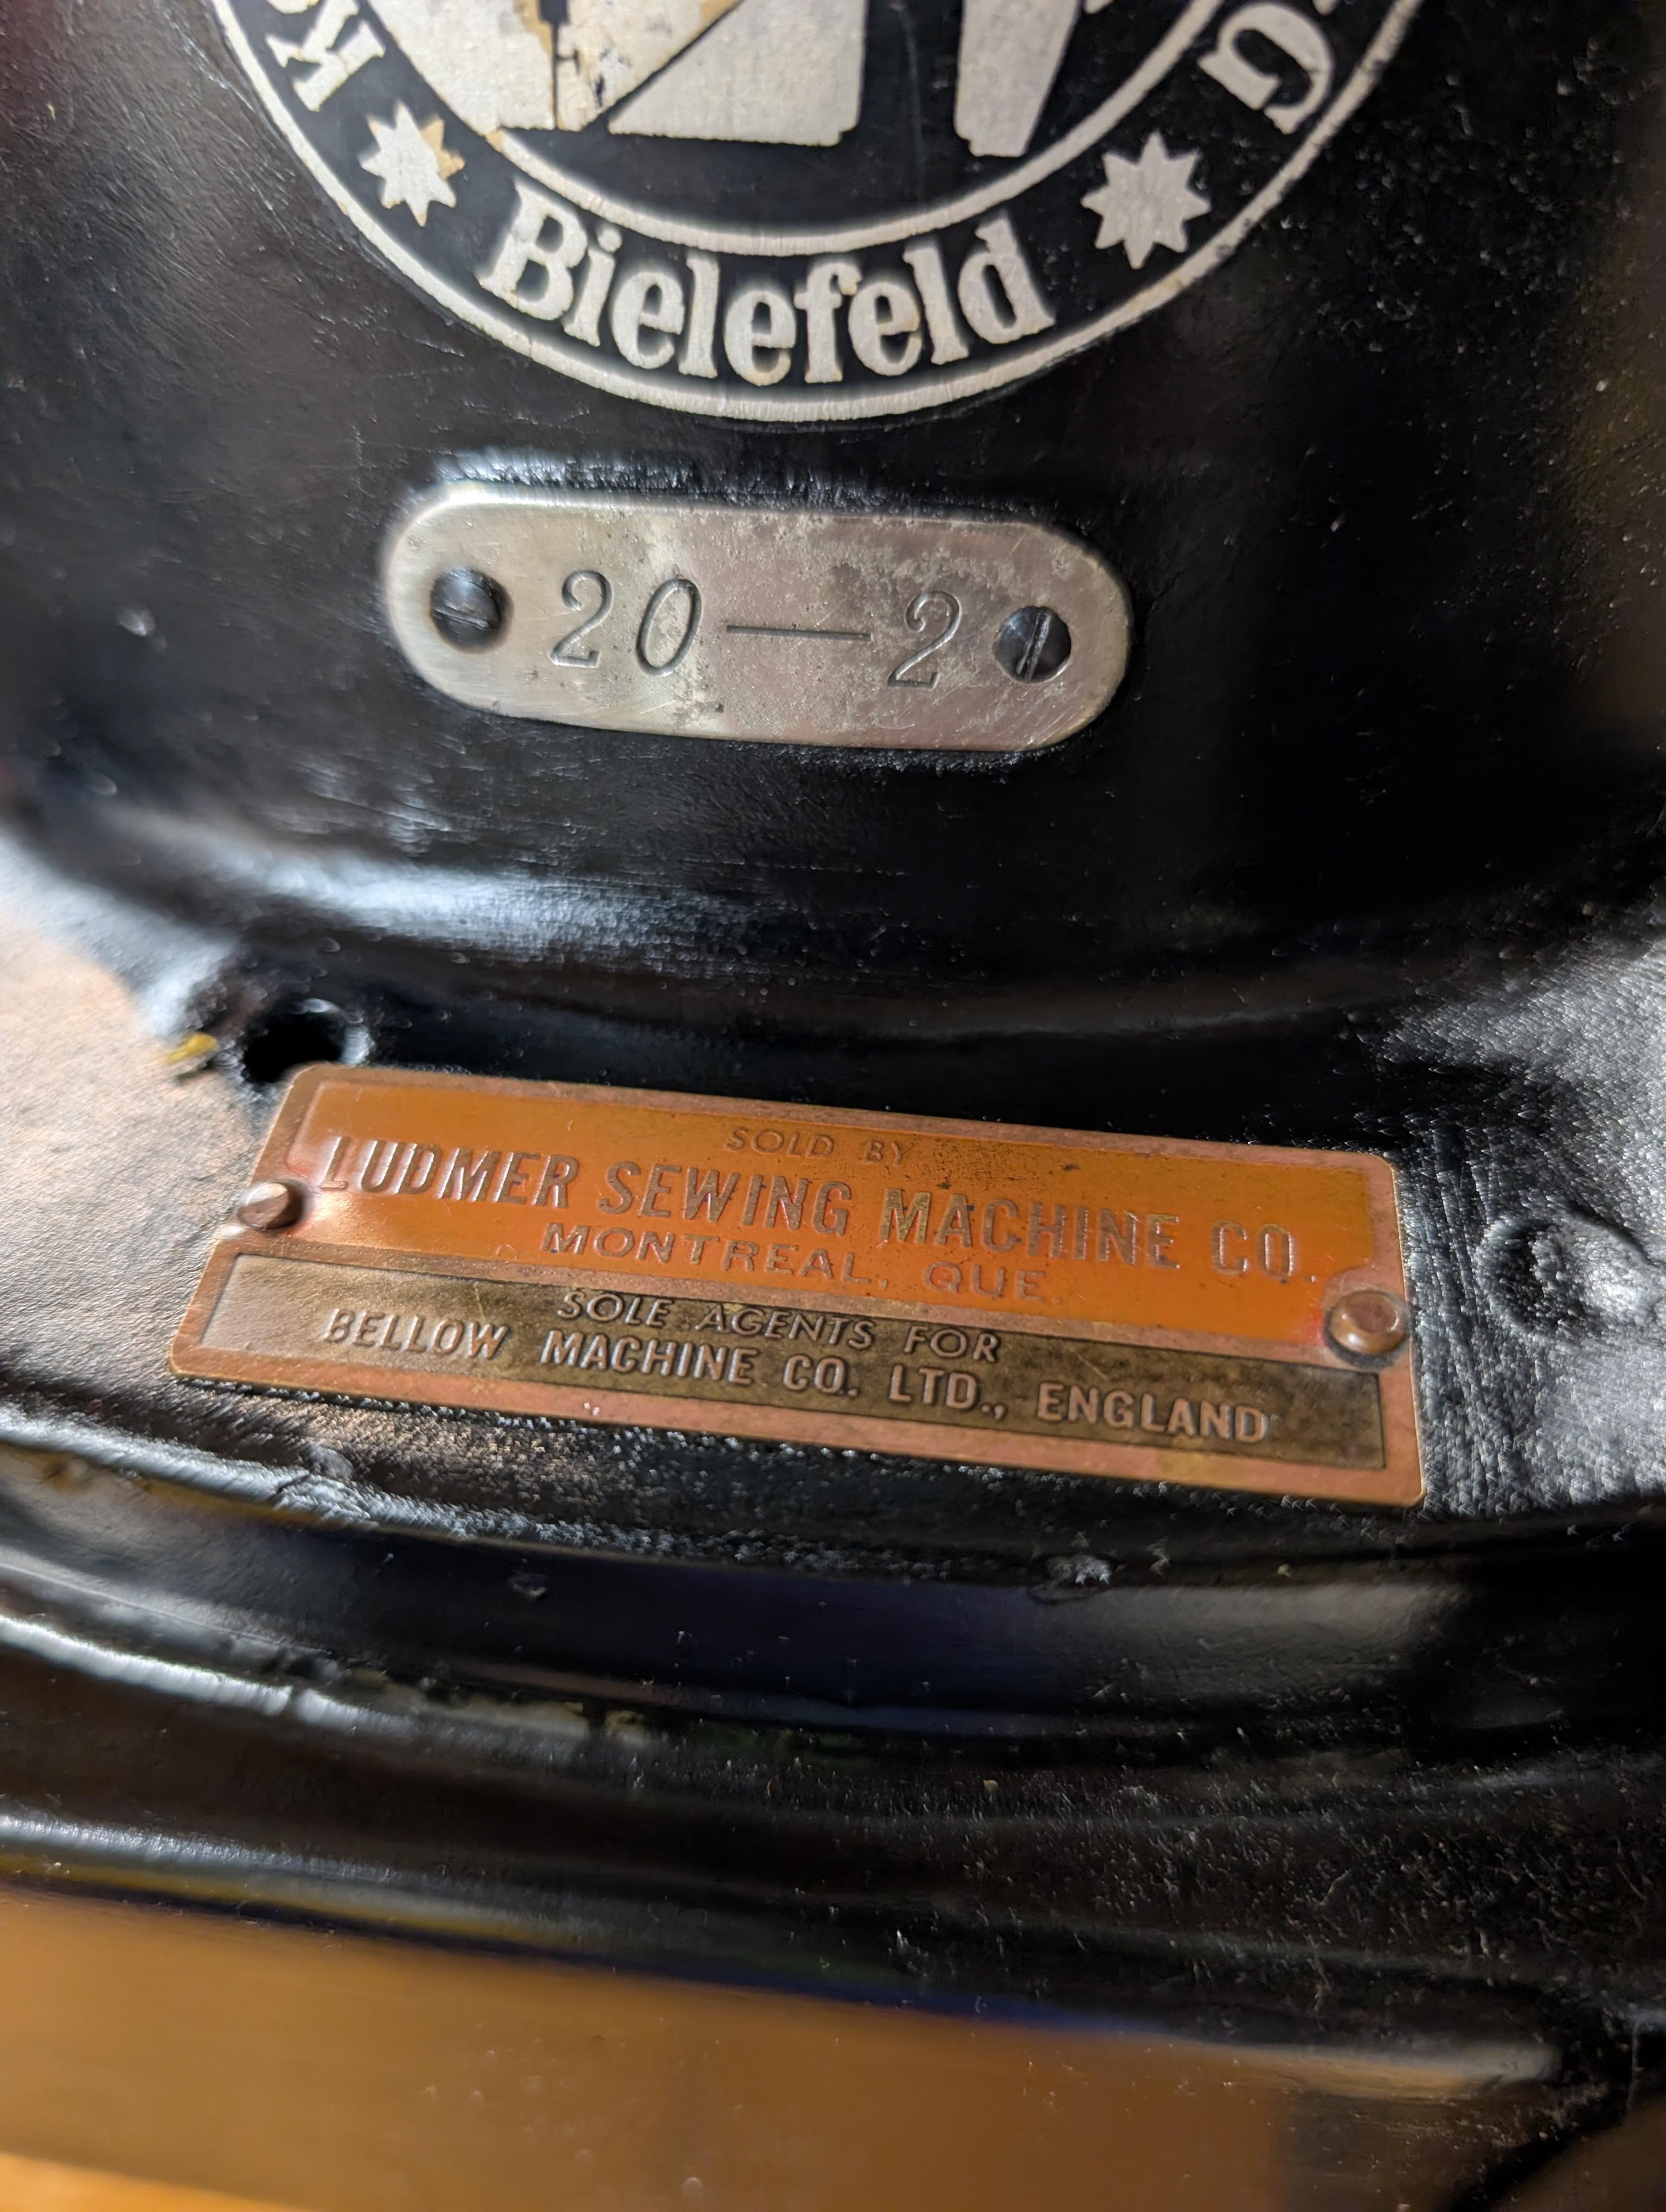 Bielefeld
20—2
SOLD BY
LUDMER SEWING MACHINE CO.
MONTREAL, QUE.
SOLE AGENTS FOR
BELLOW MACHINE CO. LTD., ENGLAND